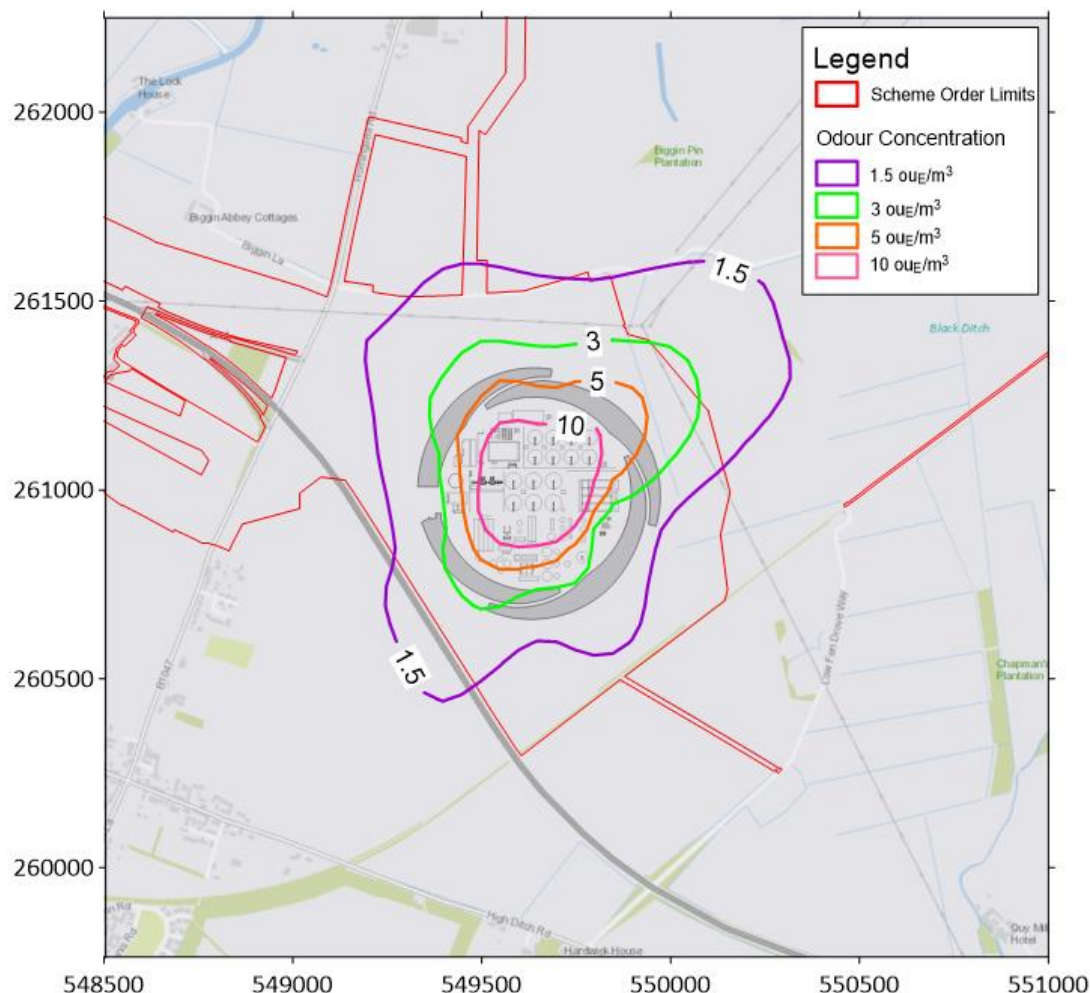 Legend
Scheme Order Limits
Odour Concentration
1.5 ouE/m³
3 ouE/m³
5 ouE/m³
10 ouE/m³
262000
261500
261000
260500
260000
548500
549000
549500
550000
550500
551000
The Lock
House
Biggin Abbey Cottages
Biggin La
Horningsea Rd
Biggin Pin
Plantation
Black Ditch
Low Fen Drove Way
Chapman's
Plantation
B1047
High Ditch Rd
Hardwick House
Quy Mill
Hotel
1.5
3
5
10
1.5